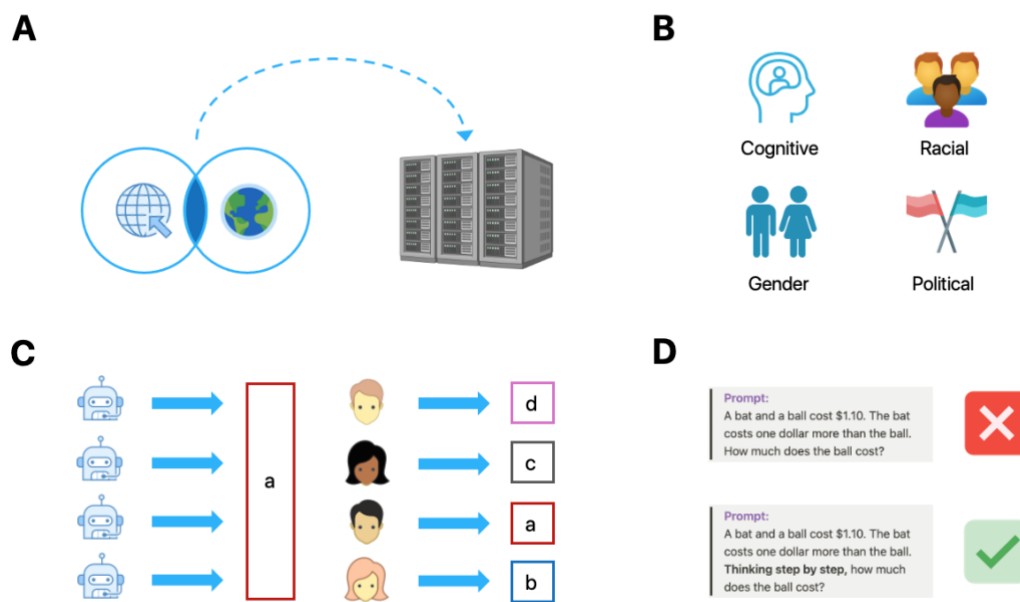 A
B
Cognitive
Racial
Gender
Political
C
a
d
c
a
b
D
Prompt:
A bat and a ball cost $1.10. The bat
costs one dollar more than the ball.
How much does the ball cost?
Prompt:
A bat and a ball cost $1.10. The bat
costs one dollar more than the ball.
Thinking step by step, how much
does the ball cost?